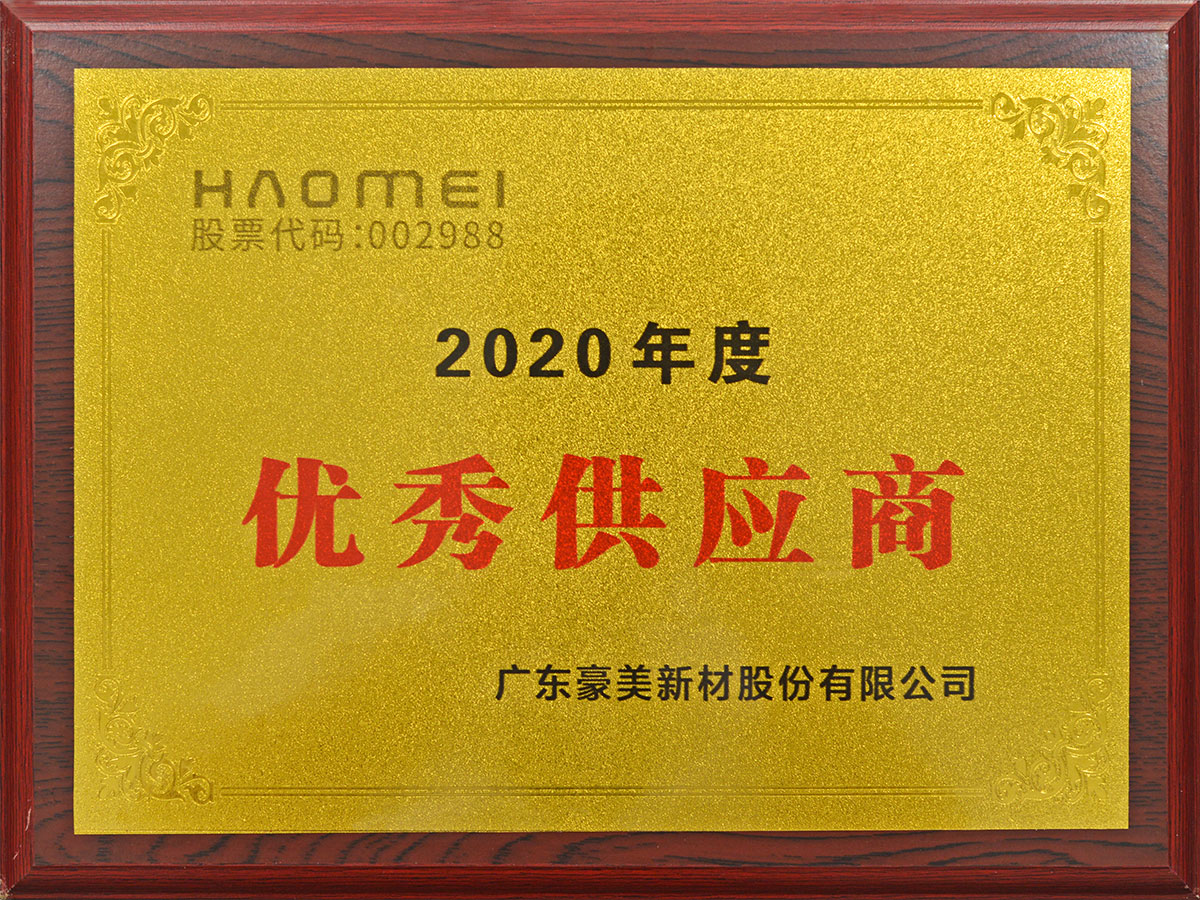 HAOMEI
股票代码:002988
2020年度
优秀供应商
广东豪美新材股份有限公司